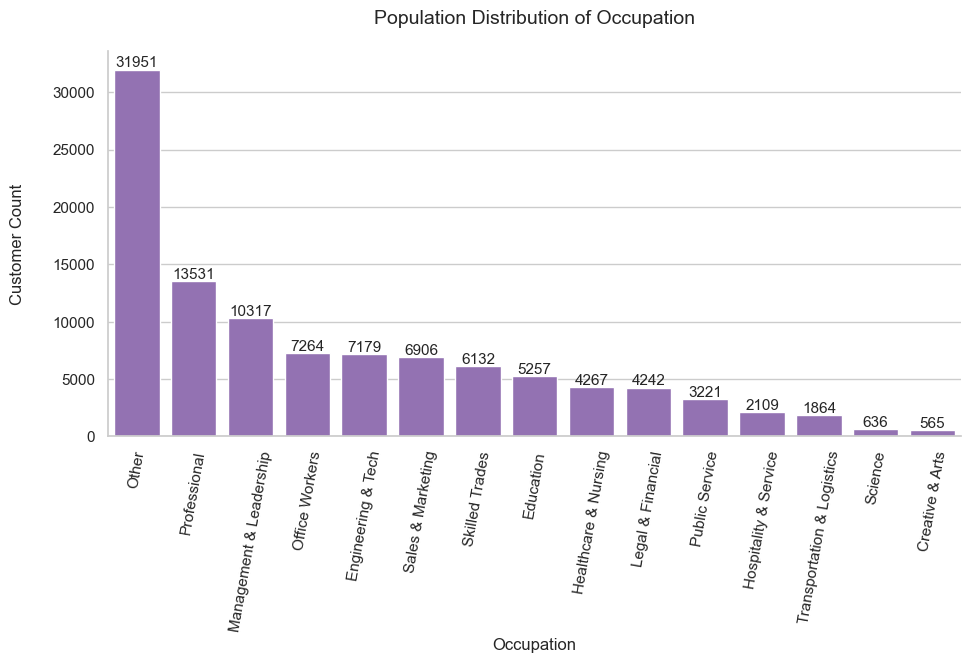 Population Distribution of Occupation
Customer Count
30000
25000
20000
15000
10000
5000
0
31951
13531
10317
7264
7179
6906
6132
5257
4267
4242
3221
2109
1864
636
565
Other
Professional
Management & Leadership
Office Workers
Engineering & Tech
Sales & Marketing
Skilled Trades
Education
Healthcare & Nursing
Legal & Financial
Public Service
Hospitality & Service
Transportation & Logistics
Science
Creative & Arts
Occupation